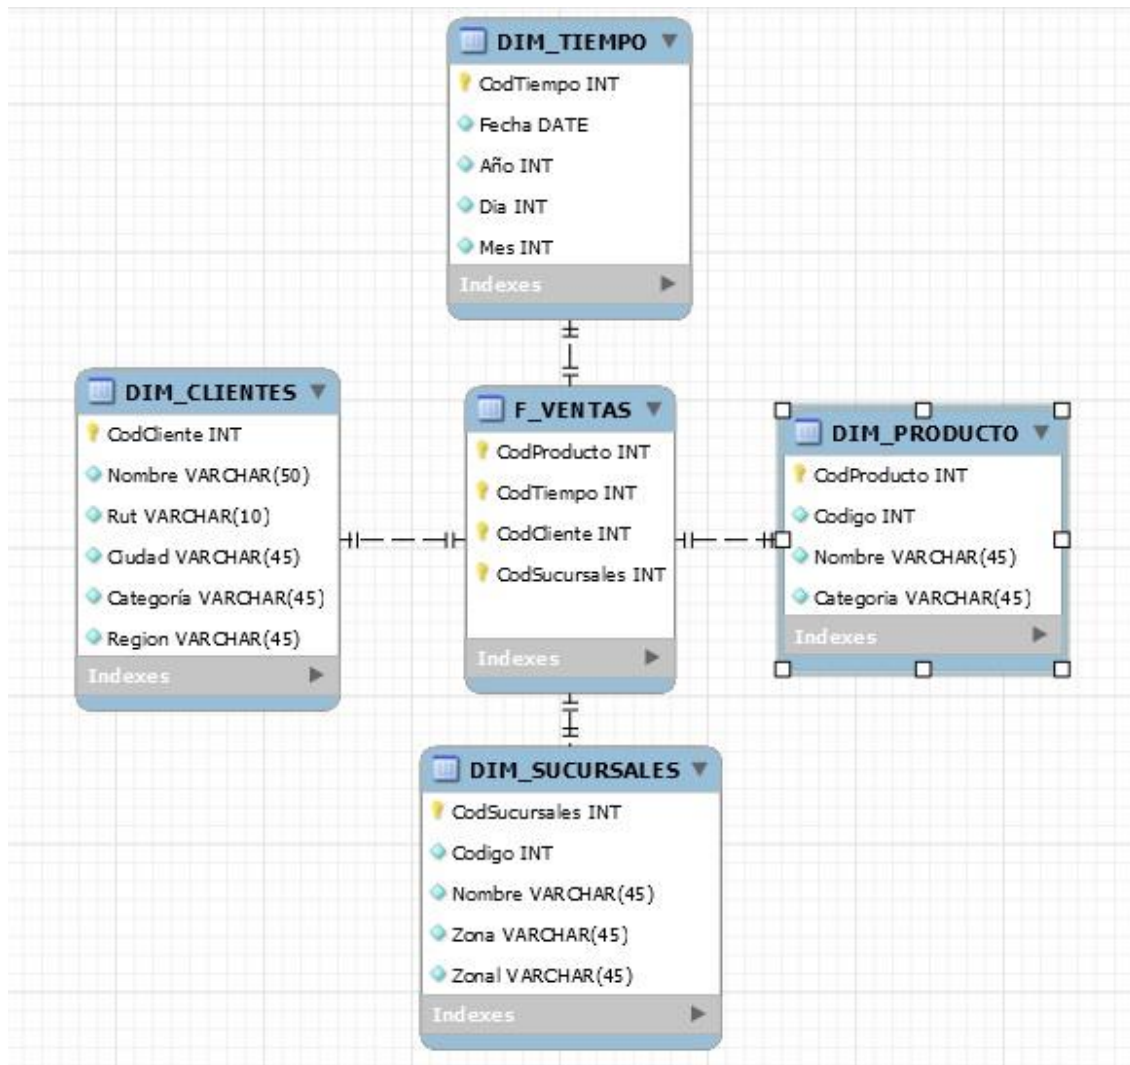 DIM_TIEMPO
CodTiempo INT
Fecha DATE
Año INT
Dia INT
Mes INT
Indexes
DIM_CLIENTES
CodCliente INT
Nombre VARCHAR(50)
Rut VARCHAR(10)
Ciudad VARCHAR(45)
Categoría VARCHAR(45)
Region VARCHAR(45)
Indexes
F_VENTAS
CodProducto INT
CodTiempo INT
CodCliente INT
CodSucursales INT
Indexes
DIM_PRODUCTO
CodProducto INT
Codigo INT
Nombre VARCHAR(45)
Categoria VARCHAR(45)
Indexes
DIM_SUCURSALES
CodSucursales INT
Codigo INT
Nombre VARCHAR(45)
Zona VARCHAR(45)
Zonal VARCHAR(45)
Indexes